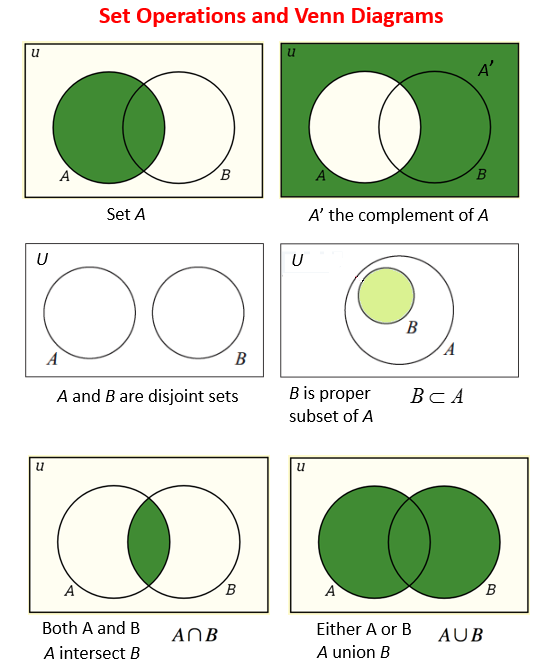 Set Operations and Venn Diagrams
u
A
B
Set A
u
A′
A
B
A′ the complement of A
U
A
B
A and B are disjoint sets
U
B
A
B is proper
subset of A
B ⊂ A
u
A
B
Both A and B
A intersect B
A∩B
u
A
B
Either A or B
A union B
A∪B